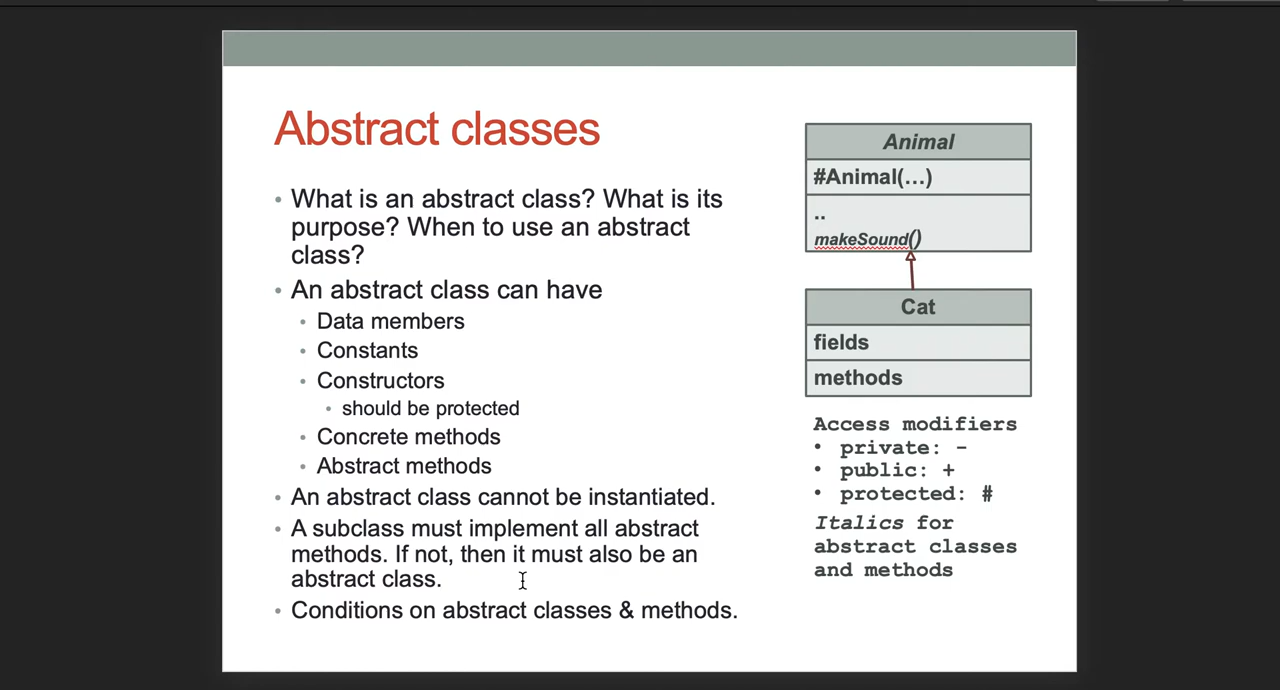 Abstract classes
• What is an abstract class? What is its
purpose? When to use an abstract
class?
• An abstract class can have
• Data members
• Constants
• Constructors
• should be protected
• Concrete methods
• Abstract methods
• An abstract class cannot be instantiated.
• A subclass must implement all abstract
methods. If not, then it must also be an
abstract class.
• Conditions on abstract classes & methods.
Animal
#Animal(…)
..
makeSound()
Cat
fields
methods
Access modifiers
• private: -
• public: +
• protected: #
Italics for
abstract classes
and methods